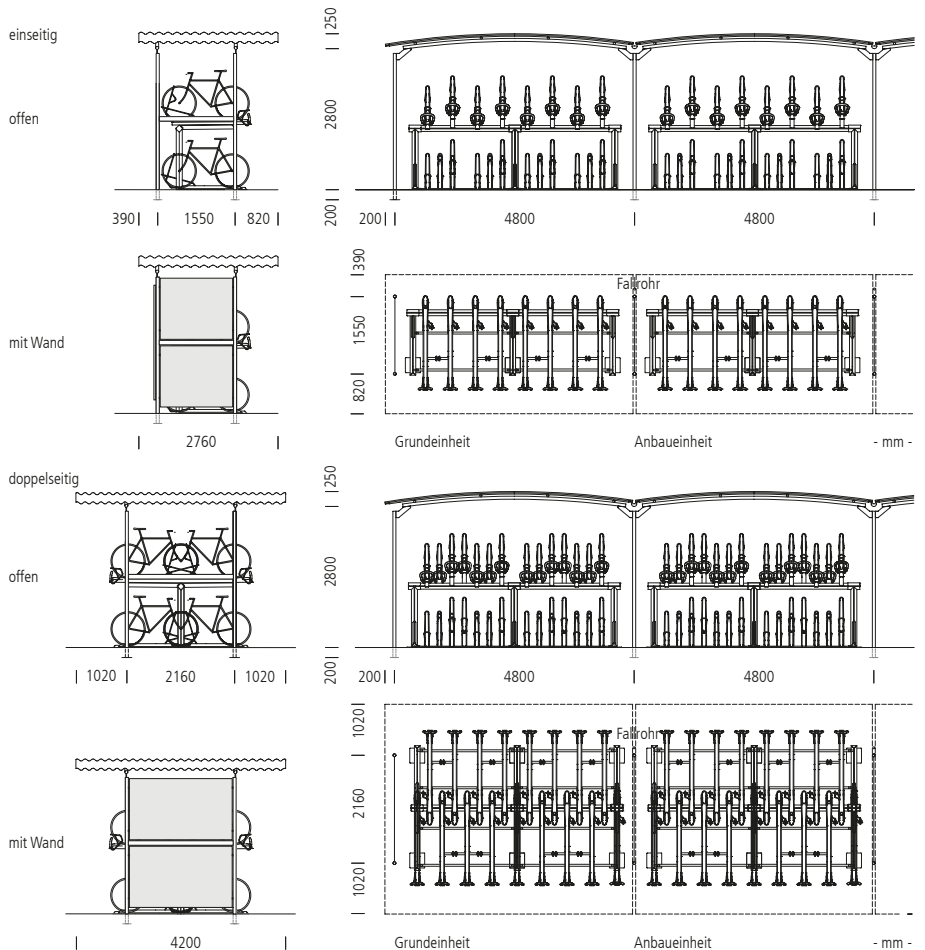 einseitig
250
offen
2800
200
390 1550 820
200 4800 4800
390
Fallrohr
mit Wand
1550
820
2760
Grundeinheit Anbaueinheit - mm -
doppelseitig
250
offen
2800
200
1020 2160 1020
200 4800 4800
1020
Fallrohr
2160
mit Wand
1020
4200
Grundeinheit Anbaueinheit - mm -